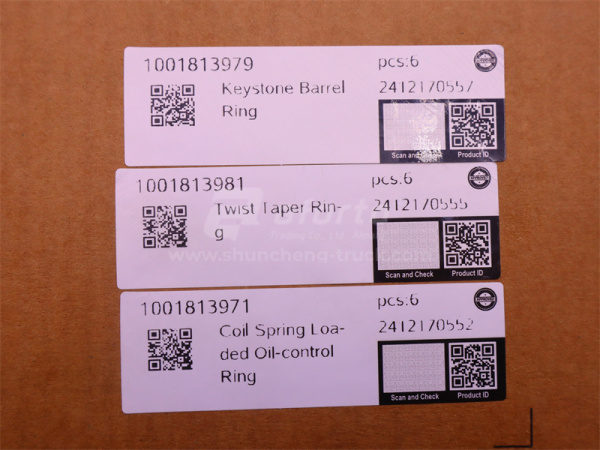 1001813979
pcs:6
Keystone Barrel
Ring
2412170557
Scan and Check
Product ID
1001813981
pcs:6
Twist Taper Rin-
g
2412170555
Scan and Check
Product ID
www.shuncheng-truck.com
1001813971
pcs:6
Coil Spring Loa-
ded Oil-control
Ring
2412170552
Scan and Check
Product ID